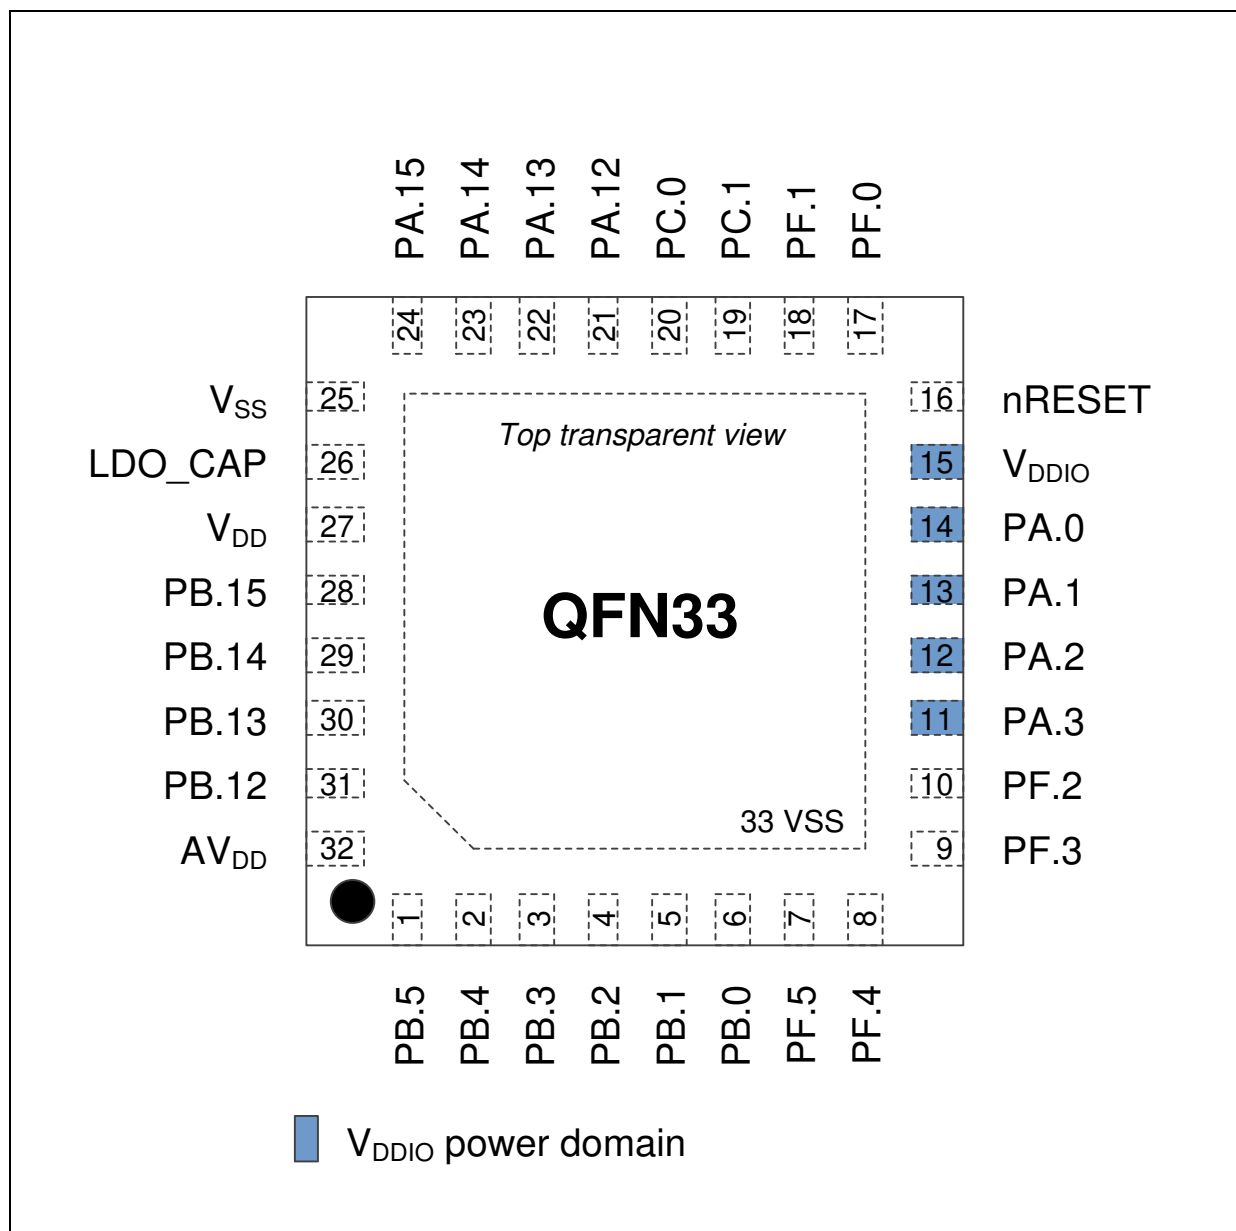 PA.15 PA.14 PA.13 PA.12 PC.0 PC.1 PF.1 PF.0
24 23 22 21 20 19 18 17
VSS 25 16 nRESET
Top transparent view
LDO_CAP 26 15 VDDIO
VDD 27 14 PA.0
PB.15 28 13 PA.1
QFN33
PB.14 29 12 PA.2
PB.13 30 11 PA.3
PB.12 31 10 PF.2
33 VSS
AVDD 32 9 PF.3
1 2 3 4 5 6 7 8
PB.5 PB.4 PB.3 PB.2 PB.1 PB.0 PF.5 PF.4
VDDIO power domain